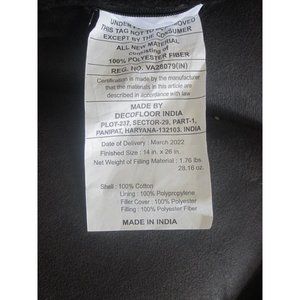 UNDER
THIS TAG NOT TO
EXCEPT BY THE CONSUMER
ALL NEW MATERIAL
consisting of
100% POLYESTER FIBER
REG. NO. VA26079(IN)
Certification is made by the manufacturer
that the materials in this article are
described in accordance with law
MADE BY
DECOFLOOR INDIA
PLOT-237, SECTOR-29, PART-1,
PANIPAT, HARYANA-132103. INDIA
Date of Delivery : March 2022
Finished Size : 14 in. x 26 in.
Net Weight of Filling Material : 1.76 lbs
28.16 oz.
Shell : 100% Cotton
Lining : 100% Polypropylene
Filler Cover : 100% Polyester
Filling : 100% Polyester Fiber
MADE IN INDIA